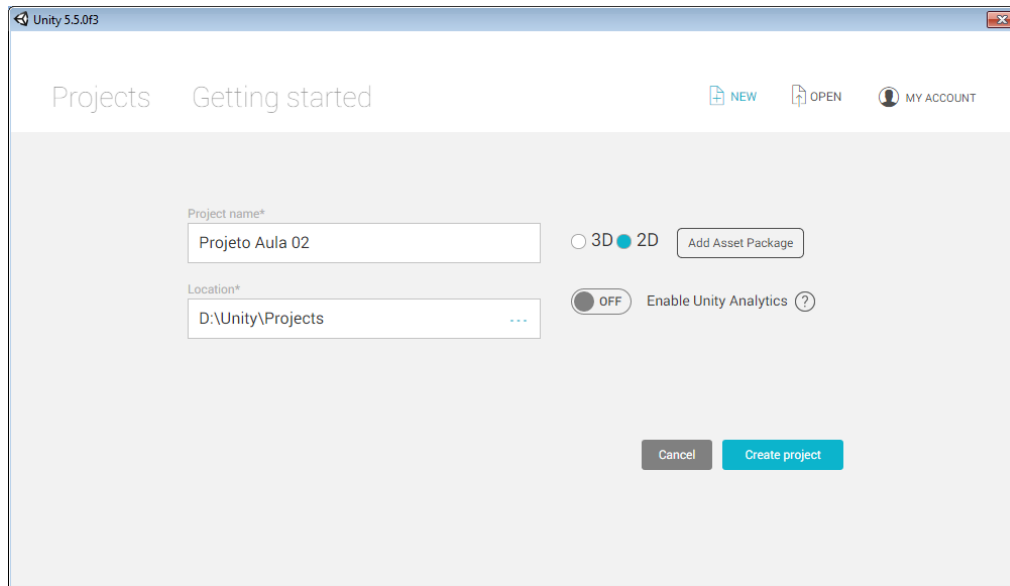 Unity 5.5.0f3
Projects Getting started NEW OPEN MY ACCOUNT
Project name*
Projeto Aula 02 3D 2D Add Asset Package
Location*
D:\Unity\Projects ... OFF Enable Unity Analytics ?
Cancel Create project